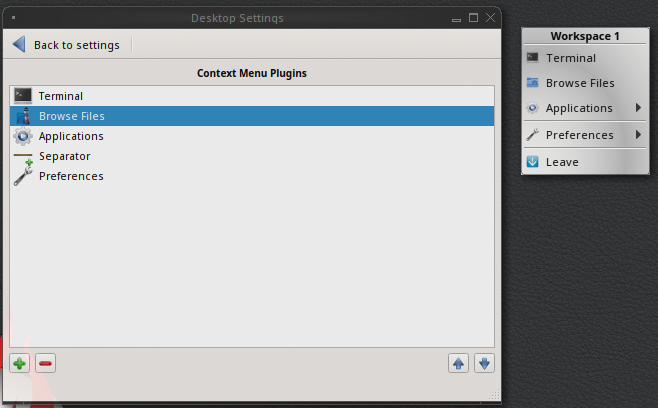 Desktop Settings
Back to settings
Context Menu Plugins
Terminal
Browse Files
Applications
Separator
Preferences
Workspace 1
Terminal
Browse Files
Applications
Preferences
Leave